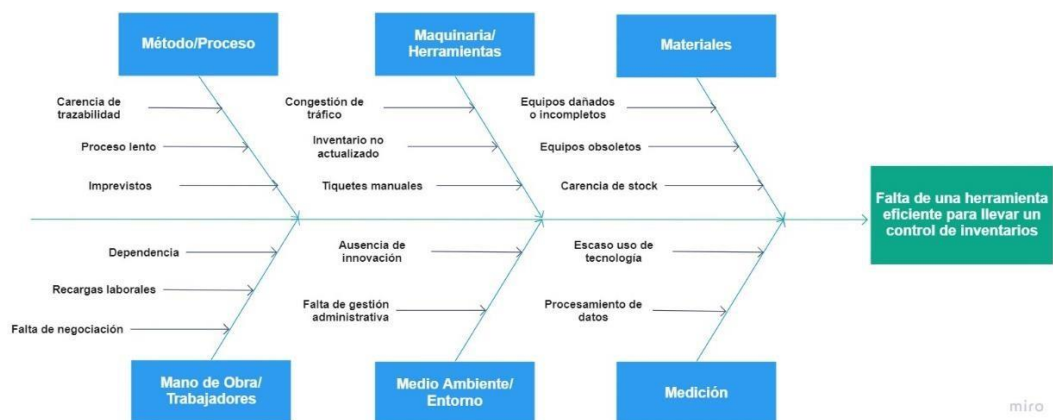 Método/Proceso
Maquinaria/
Herramientas
Materiales
Carencia de
trazabilidad
Proceso lento
Imprevistos
Congestión de
tráfico
Inventario no
actualizado
Tiquetes manuales
Equipos dañados
o incompletos
Equipos obsoletos
Carencia de stock
Falta de una herramienta
eficiente para llevar un
control de inventarios
Dependencia
Recargas laborales
Falta de negociación
Ausencia de
innovación
Falta de gestión
administrativa
Escaso uso de
tecnología
Procesamiento de
datos
Mano de Obra/
Trabajadores
Medio Ambiente/
Entorno
Medición
miro